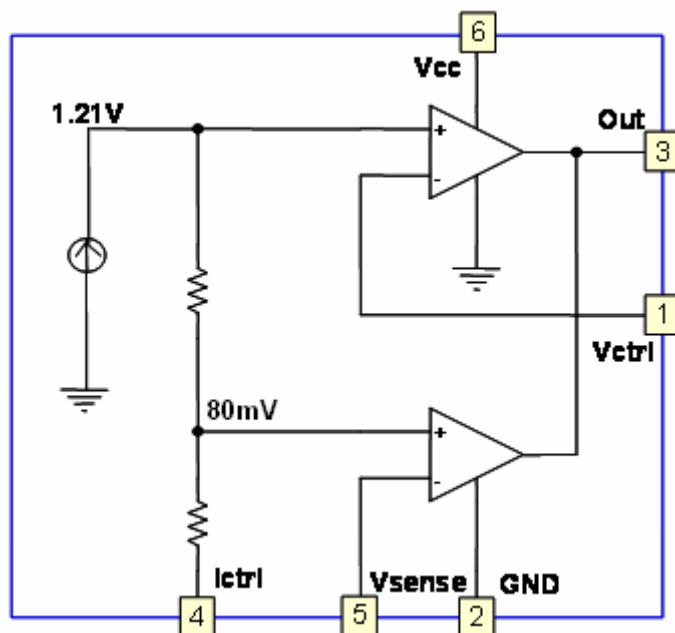 6
Vcc
1.21V
+
-
Out
3
1
Vctrl
80mV
+
-
Ictrl
Vsense
GND
4
5
2